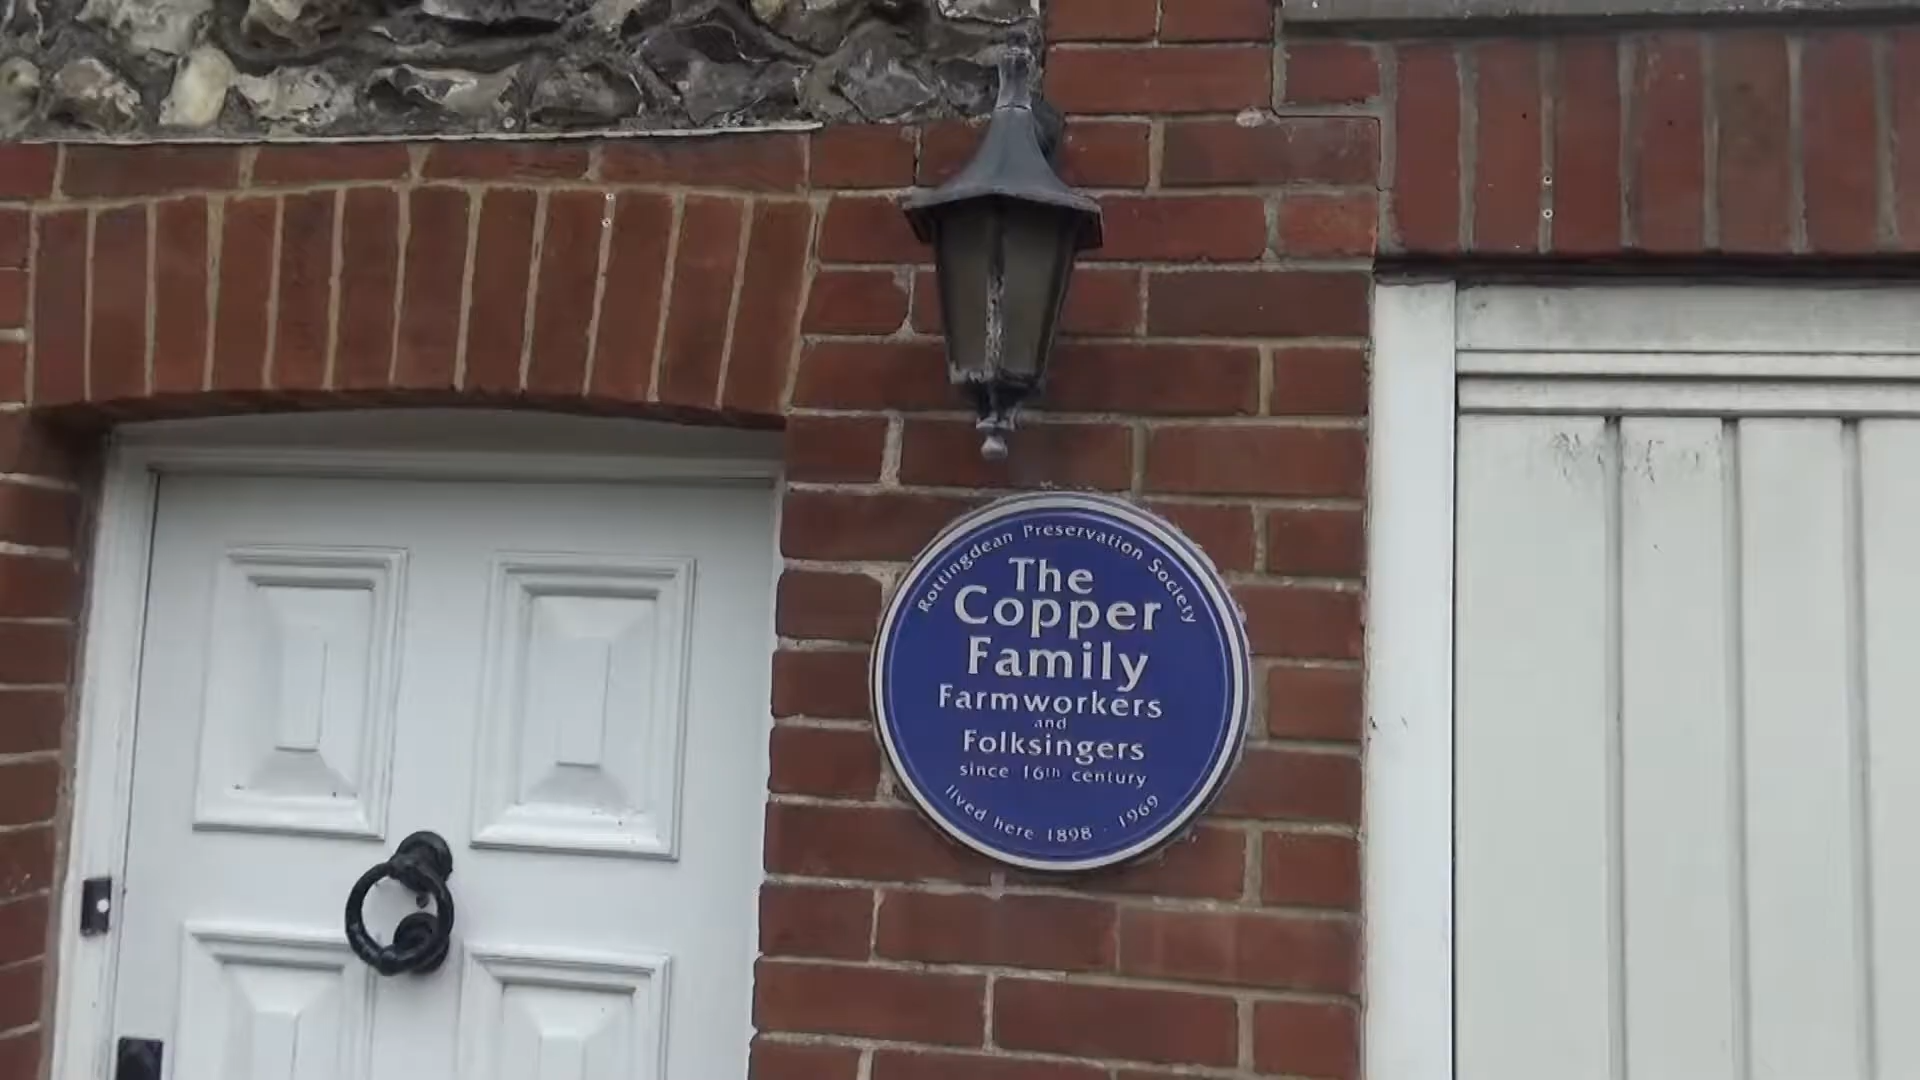 Rottingdean Preservation Society
The
Copper
Family
Farmworkers
and
Folksingers
since 16th century
lived here 1898 - 1969